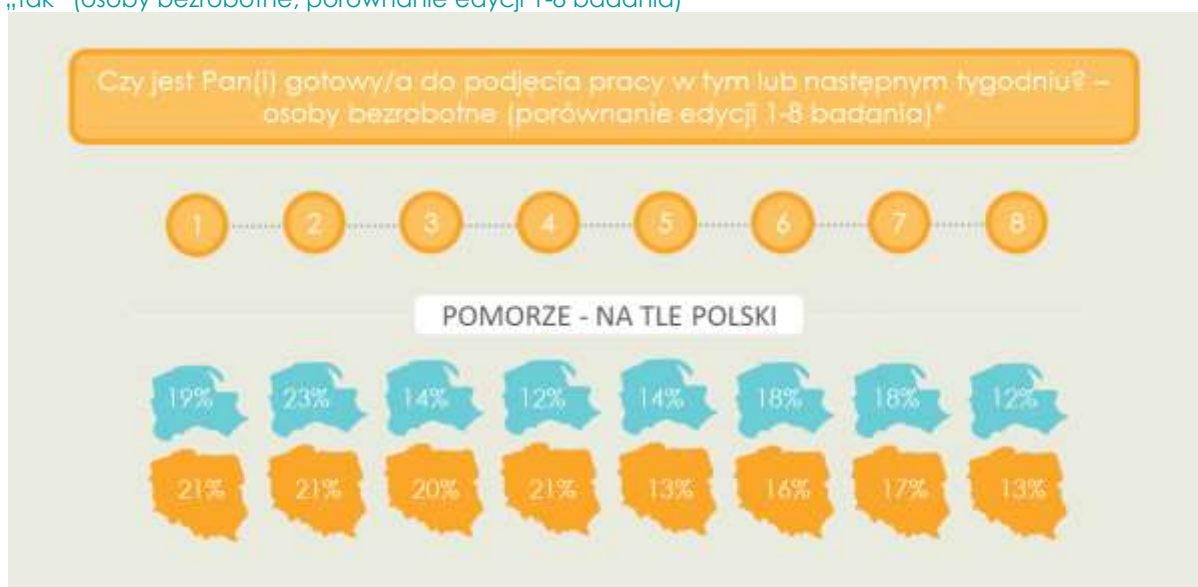 „Tak” (osoby bezrobotne, porównanie edycji 1-8 badania)
Czy jest Pan(i) gotowy/a do podjęcia pracy w tym lub następnym tygodniu? –
osoby bezrobotne (porównanie edycji 1-8 badania)*
1 2 3 4 5 6 7 8
POMORZE - NA TLE POLSKI
19% 23% 14% 12% 14% 18% 18% 12%
21% 21% 20% 21% 13% 16% 17% 13%